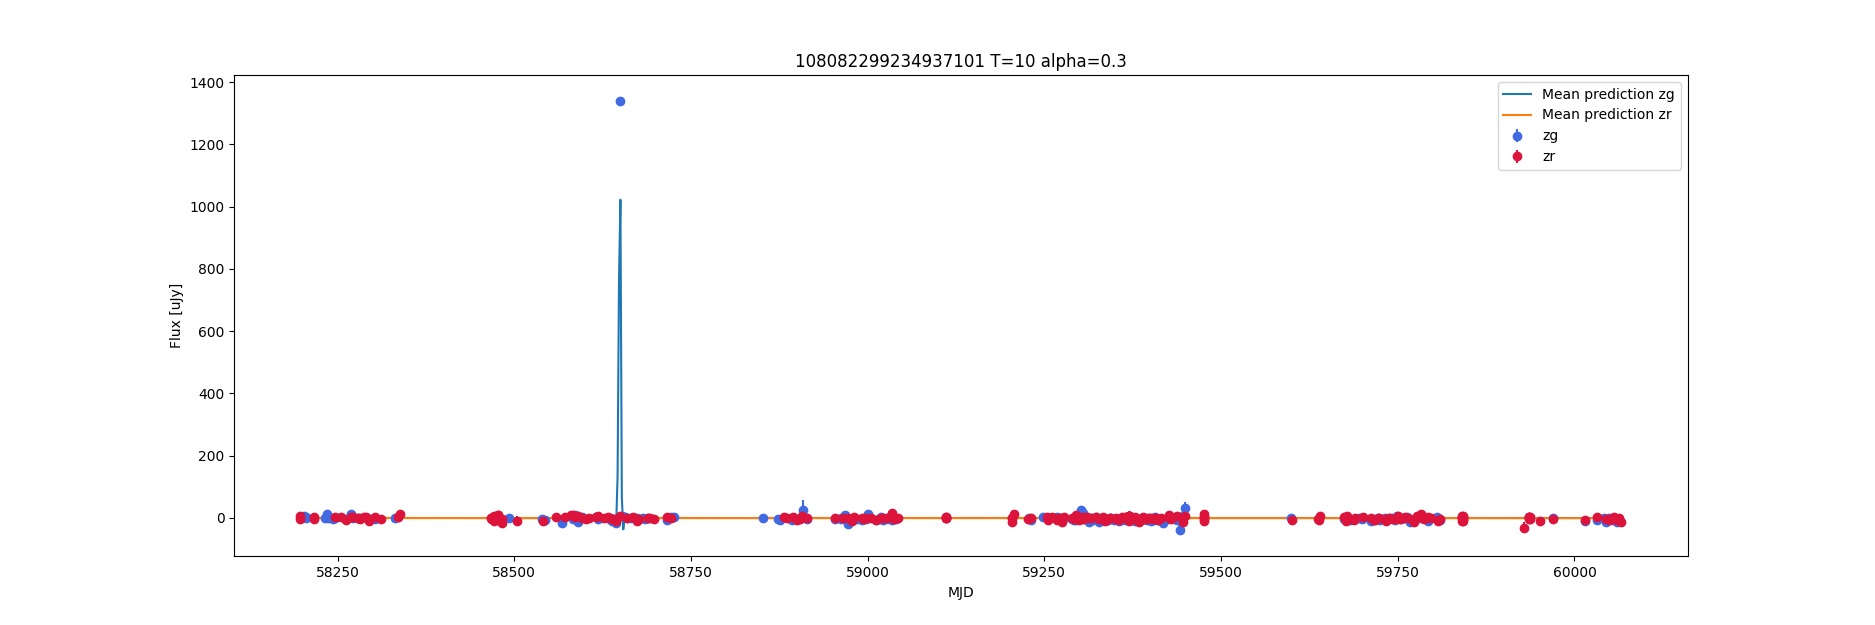 108082299234937101 T=10 alpha=0.3
1400
1200
1000
800
600
400
200
0
Flux [uJy]
58250 58500 58750 59000 59250 59500 59750 60000
MJD
Mean prediction zg
Mean prediction zr
zg
zr